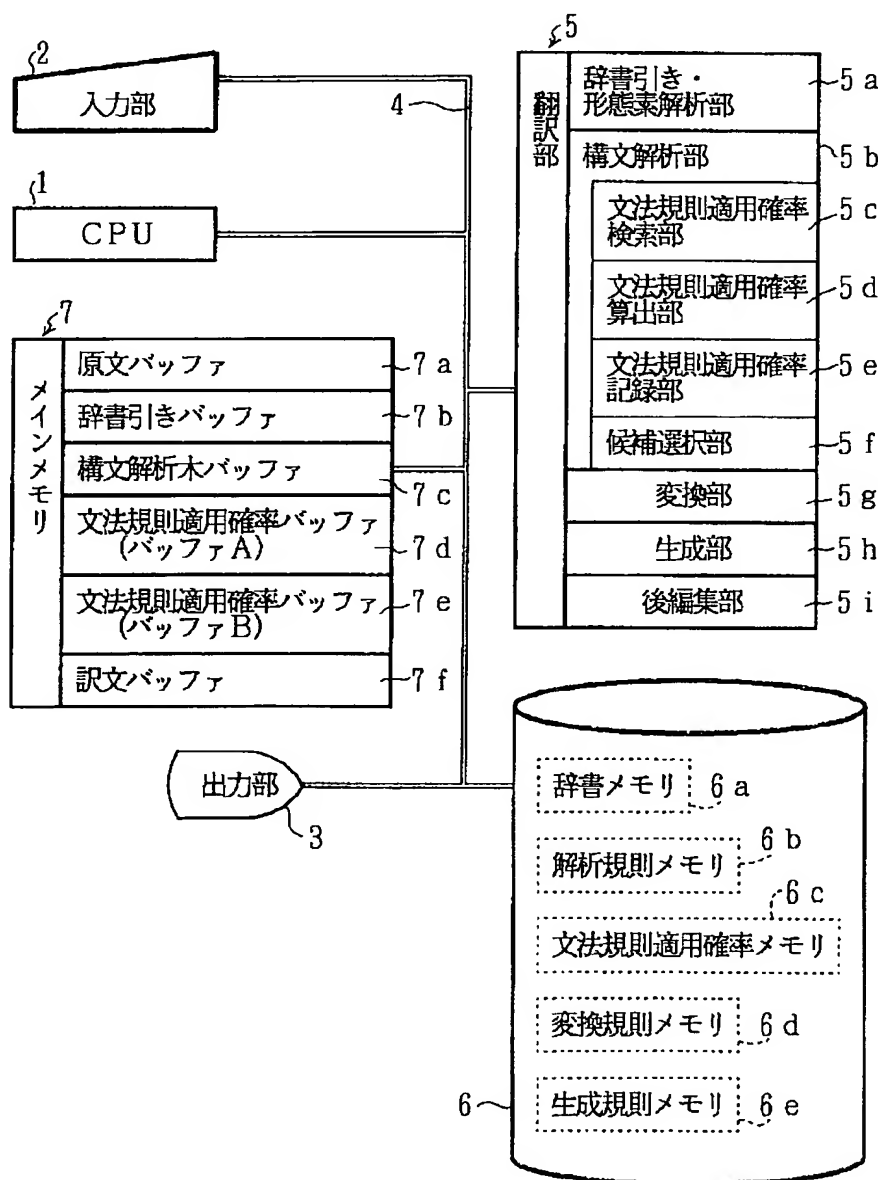 2
入力部
1
CPU
4
7
メインメモリ
原文バッファ
7a
辞書引きバッファ
7b
構文解析木バッファ
7c
文法規則適用確率バッファ
(バッファA)
7d
文法規則適用確率バッファ
(バッファB)
7e
訳文バッファ
7f
出力部
3
5
翻訳部
辞書引き・
形態素解析部
5a
構文解析部
5b
文法規則適用確率
検索部
5c
文法規則適用確率
算出部
5d
文法規則適用確率
記録部
5e
候補選択部
5f
変換部
5g
生成部
5h
後編集部
5i
辞書メモリ
6a
解析規則メモリ
6b
6c
文法規則適用確率メモリ
変換規則メモリ
6d
6
生成規則メモリ
6e